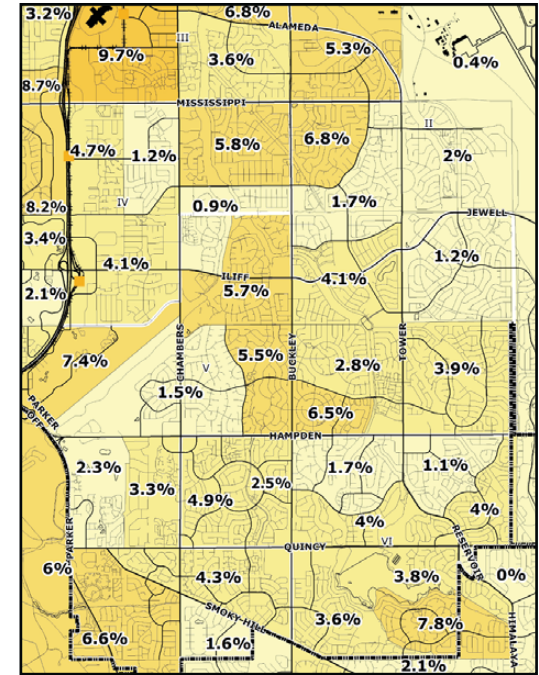 3.2%
6.8%
ALAMEDA
III
9.7%
3.6%
5.3%
0.4%
8.7%
MISSISSIPPI
II
5.8%
6.8%
4.7%
1.2%
2%
IV
8.2%
0.9%
1.7%
JEWELL
3.4%
4.1%
ILIFF
4.1%
1.2%
2.1%
5.7%
CHAMBERS
BUCKLEY
TOWER
7.4%
5.5%
2.8%
3.9%
V
1.5%
6.5%
PARKER
HAMPDEN
2.3%
3.3%
4.9%
2.5%
1.7%
1.1%
4%
4%
RESERVOIR
PARKER
QUINCY
VI
6%
4.3%
3.8%
0%
SMOKY HILL
3.6%
7.8%
HIMALAYA
6.6%
1.6%
2.1%